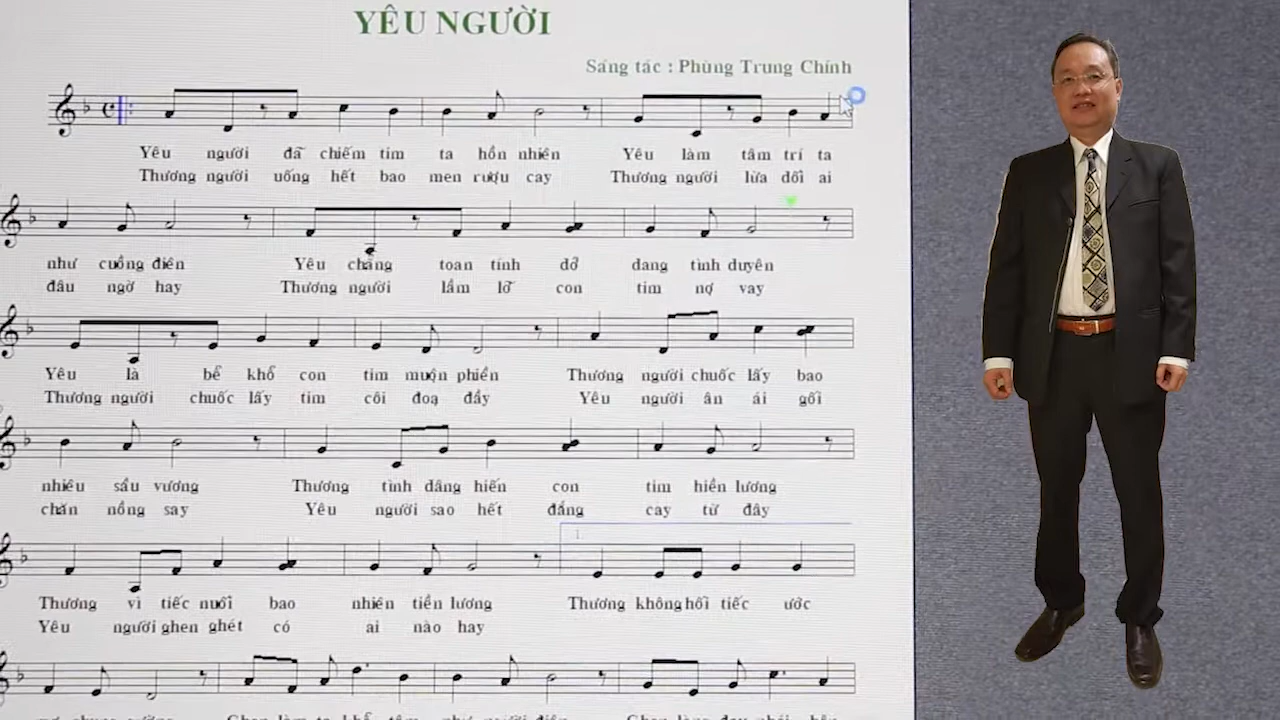 YÊU NGƯỜI
Sáng tác : Phùng Trung Chính
Yêu người đã chiếm tim ta hồn nhiên Yêu làm tâm trí ta
Thương người uống hết bao men rượu cay Thương người lừa dối ai
như cuồng điên Yêu chẳng toan tính dở dang tình duyên
đâu ngờ hay Thương người lầm lỡ con tim nợ vay
Yêu là bể khổ con tim muộn phiền Thương người chuốc lấy bao
Thương người chuốc lấy tim côi đoạ đầy Yêu người ân ái gối
nhiêu sầu vương Thương tình dâng hiến con tim hiền lương
chăn nồng say Yêu người sao hết đắng cay từ đây
1
Thương vì tiếc nuối bao nhiên tiền lương Thương không hối tiếc ước
Yêu người ghen ghét có ai nào hay